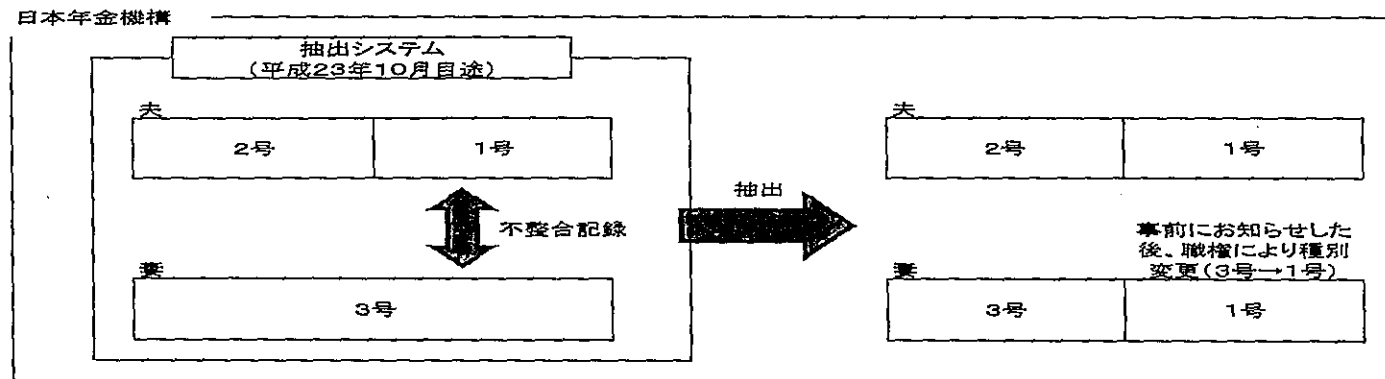 日本年金機構
抽出システム
(平成23年10月目途)
夫
2号
1号
不整合記録
妻
3号
抽出
夫
2号
1号
事前にお知らせした
後、職権により種別
変更(3号→1号)
妻
3号
1号